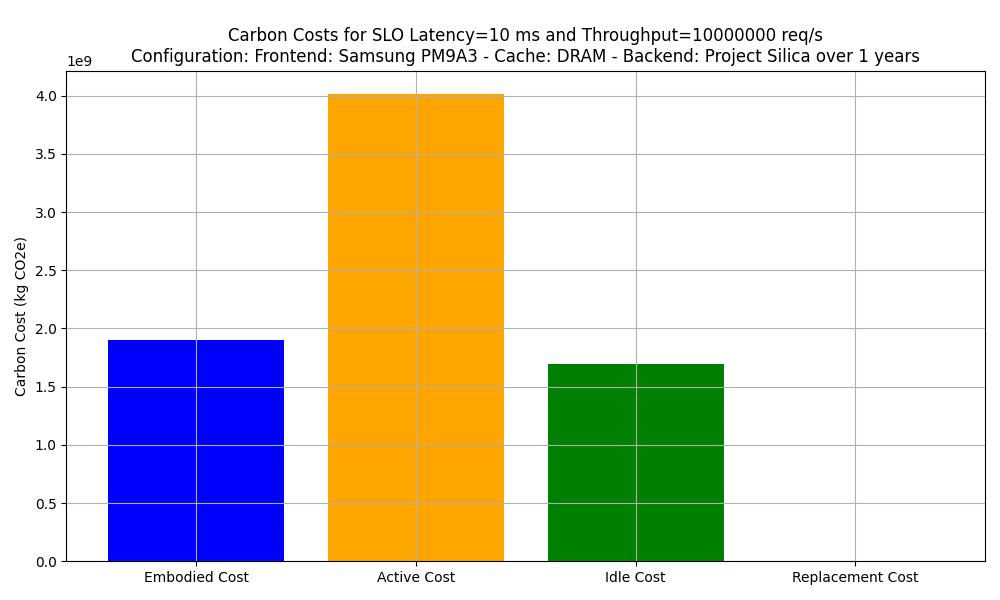 Carbon Costs for SLO Latency=10 ms and Throughput=10000000 req/s
Configuration: Frontend: Samsung PM9A3 - Cache: DRAM - Backend: Project Silica over 1 years
1e9
4.0
3.5
3.0
2.5
2.0
1.5
1.0
0.5
0.0
Carbon Cost (kg CO2e)
Embodied Cost
Active Cost
Idle Cost
Replacement Cost